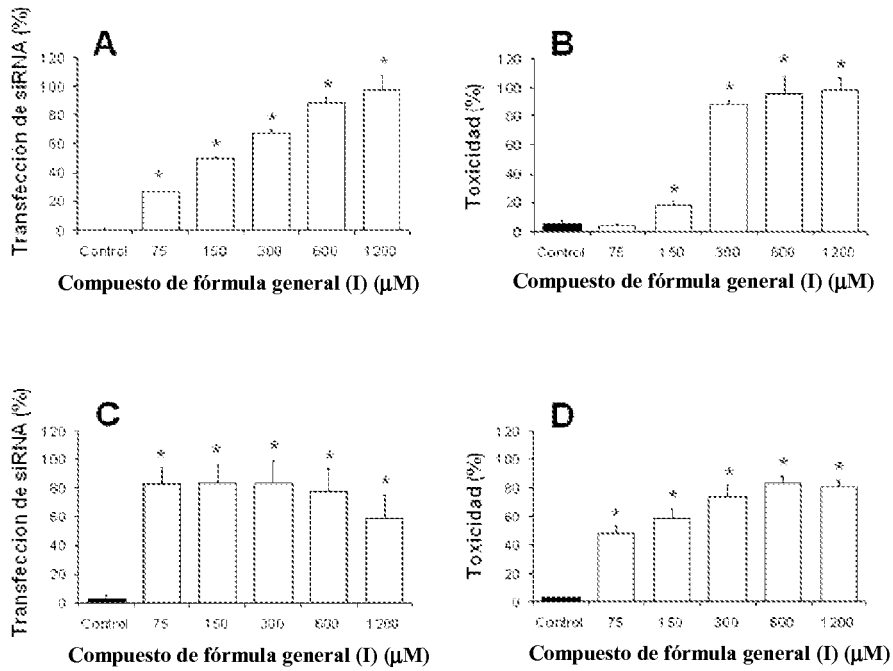 A
B
Transfección de siRNA (%)
Toxicidad (%)
120
100
80
60
40
20
0
120
100
80
60
40
20
0
*
*
*
*
*
*
*
*
*
Control 75 150 300 600 1200
Control 75 150 300 600 1200
Compuesto de fórmula general (I) (µM)
Compuesto de fórmula general (I) (µM)
C
D
Transfeccion de siRNA (%)
Toxicidad (%)
120
100
80
60
40
20
0
120
100
80
60
40
20
0
*
*
*
*
*
*
*
*
*
*
Control 75 150 300 600 1200
Control 75 150 300 600 1200
Compuesto de fórmula general (I) (µM)
Compuesto de fórmula general (I) (µM)